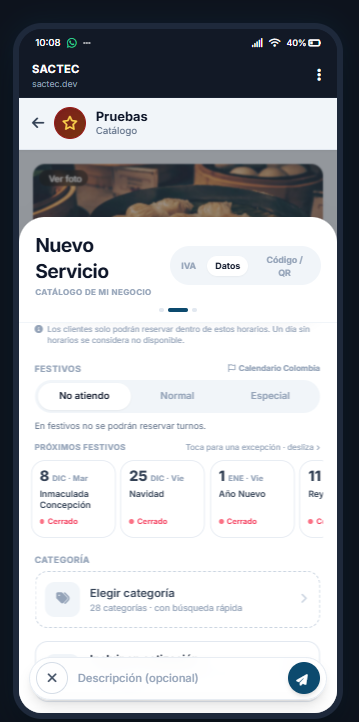 10:08
40%
SACTEC
sactec.dev
Pruebas
Catálogo
Ver foto
Nuevo
Servicio
IVA Datos Código /
QR
CATÁLOGO DE MI NEGOCIO
Los clientes solo podrán reservar dentro de estos horarios. Un día sin
horarios se considera no disponible.
FESTIVOS Calendario Colombia
No atiendo Normal Especial
En festivos no se podrán reservar turnos.
PRÓXIMOS FESTIVOS Toca para una excepción · desliza ›
8 DIC · Mar 25 DIC · Vie 1 ENE · Vie 11
Inmaculada Navidad Año Nuevo Rey
Concepción
Cerrado Cerrado Cerrado C
CATEGORÍA
Elegir categoría
28 categorías · con búsqueda rápida
Descripción (opcional)